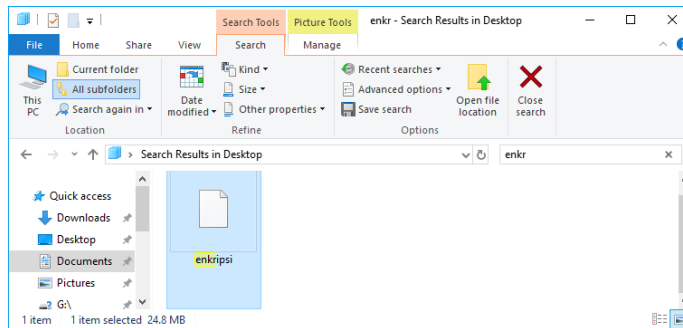 Search Tools Picture Tools enkr - Search Results in Desktop
File Home Share View Search Manage
Current folder
All subfolders
Search again in
This
PC
Location
Date
modified
Kind
Size
Other properties
Refine
Recent searches
Advanced options
Save search
Options
Open file
location
Close
search
Search Results in Desktop
enkr
Quick access
Downloads
Desktop
Documents
Pictures
G:\
enkripsi
1 item 1 item selected 24.8 MB